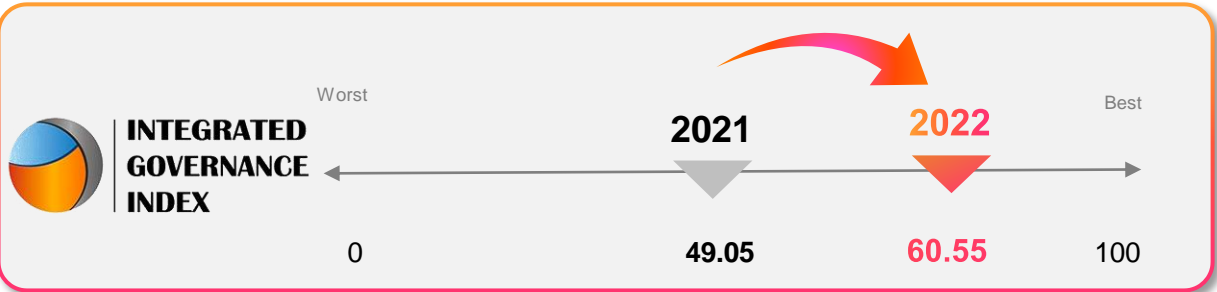 Worst
Best
2021
2022
INTEGRATED
GOVERNANCE
INDEX
0
49.05
60.55
100